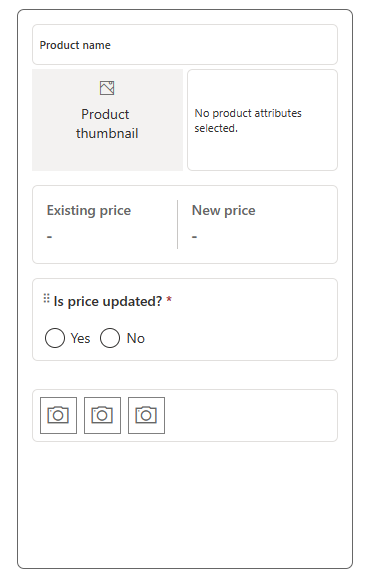 Product name
Product
thumbnail
No product attributes
selected.
Existing price
New price
-
-
Is price updated? *
Yes
No